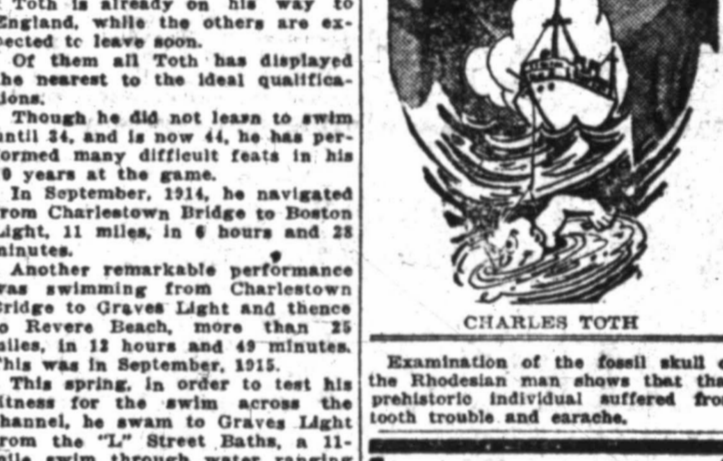 Toth is already on his way to
England, while the others are ex-
pected to leave soon.
Of them all Toth has displayed
the nearest to the ideal qualifica-
tions.
Though he did not learn to swim
until 34, and is now 44, he has per-
formed many difficult feats in his
10 years at the game.
In September, 1914, he navigated
from Charlestown Bridge to Boston
Light, 11 miles, in 6 hours and 28
minutes.
Another remarkable performance
was swimming from Charlestown
Bridge to Graves Light and thence
to Revere Beach, more than 25
miles, in 12 hours and 49 minutes.
This was in September, 1915.
This spring, in order to test his
fitness for the swim across the
channel, he swam to Graves Light
from the "L" Street Baths, a 11-
mile swim through water ranging
CHARLES TOTH
Examination of the fossil skull o
the Rhodesian man shows that tha
prehistoric individual suffered from
tooth trouble and earache.